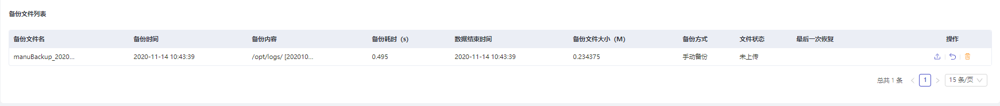 备份文件列表
备份文件名 备份时间 备份内容 备份耗时（s） 数据结束时间 备份文件大小（M） 备份方式 文件状态 最后一次恢复 操作
manuBackup_2020... 2020-11-14 10:43:39 /opt/logs/ [202010... 0.495 2020-11-14 10:43:39 0.234375 手动备份 未上传
总共 1 条 < 1 > 15 条/页